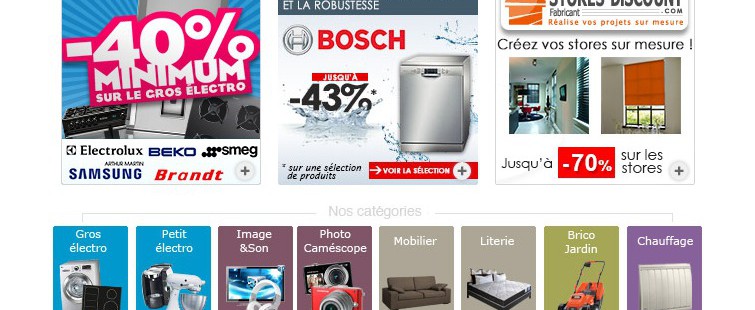 -40%
MINIMUM
SUR LE GROS ÉLECTRO
Electrolux BEKO smeg
ARTHUR MARTIN
SAMSUNG Brandt
ET LA ROBUSTESSE
BOSCH
JUSQU'À
-43%*
* sur une sélection
de produits
VOIR LA SÉLECTION
STORES DISCOUNT
Fabricant .COM
Réalise vos projets sur mesure
Créez vos stores sur mesure !
Jusqu'à -70% sur les
stores
Nos catégories
Gros
électro
Petit
électro
Image
&Son
Photo
Caméscope
Mobilier
Literie
Brico
Jardin
Chauffage